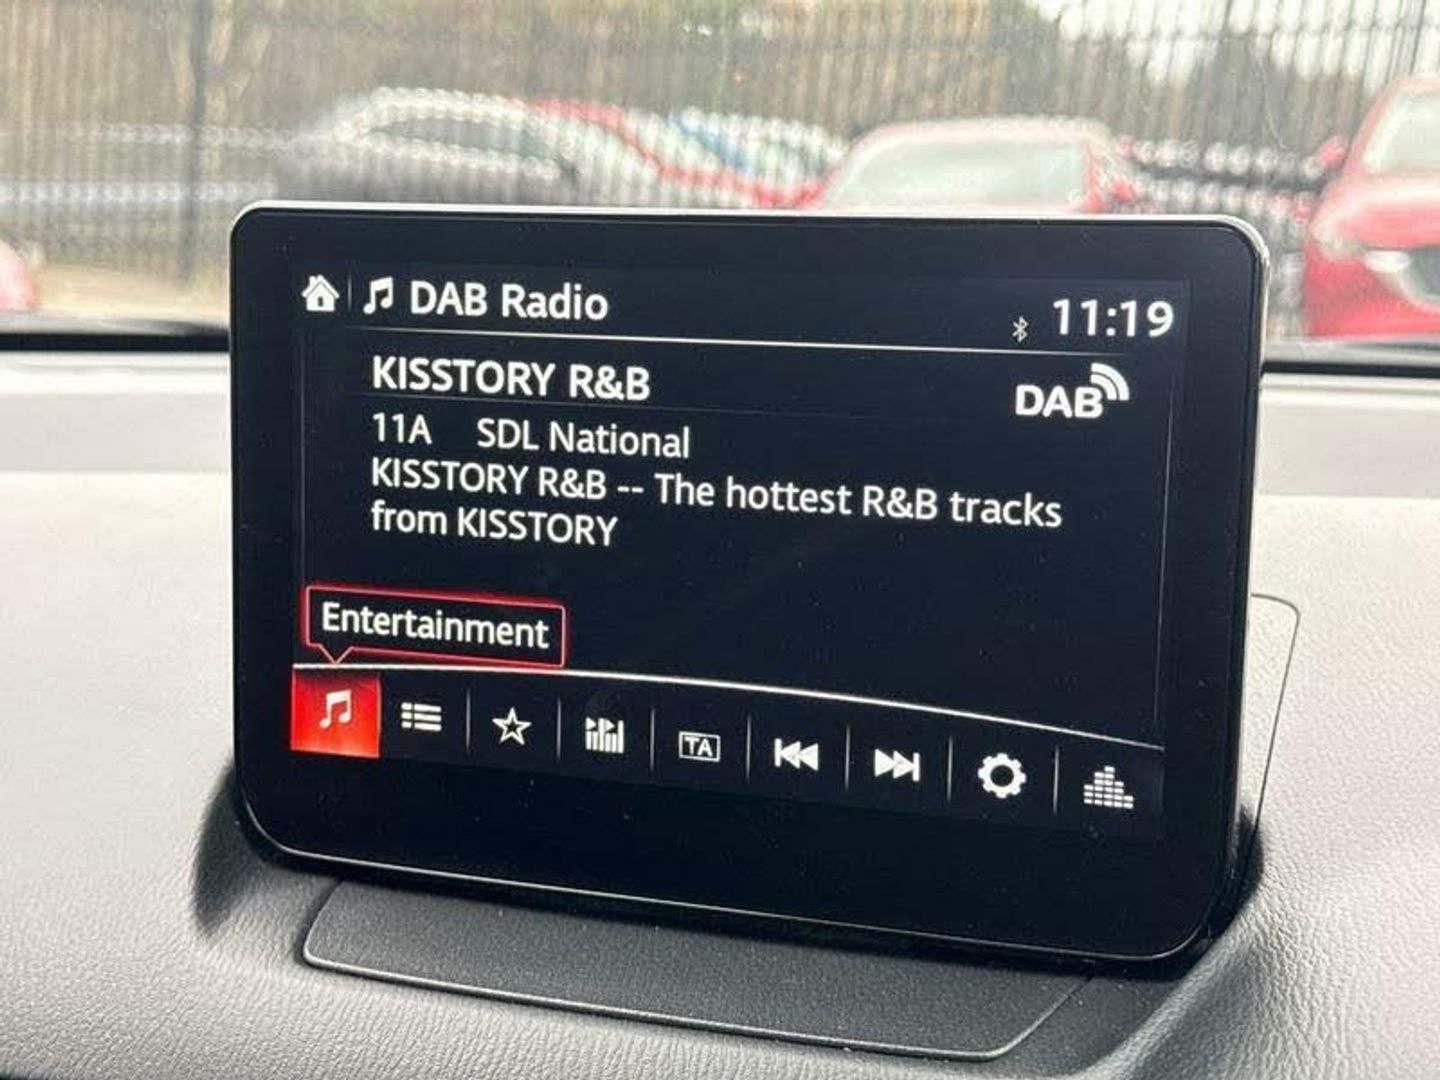 DAB Radio
11:19
KISSTORY R&B
DAB
11A SDL National
KISSTORY R&B -- The hottest R&B tracks
from KISSTORY
Entertainment
TA